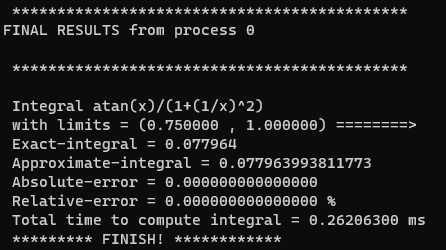 *******************************************
FINAL RESULTS from process 0
*******************************************
Integral atan(x)/(1+(1/x)^2)
with limits = (0.750000 , 1.000000) ========>
Exact-integral = 0.077964
Approximate-integral = 0.077963993811773
Absolute-error = 0.000000000000000
Relative-error = 0.000000000000000 %
Total time to compute integral = 0.26206300 ms
********* FINISH! ************